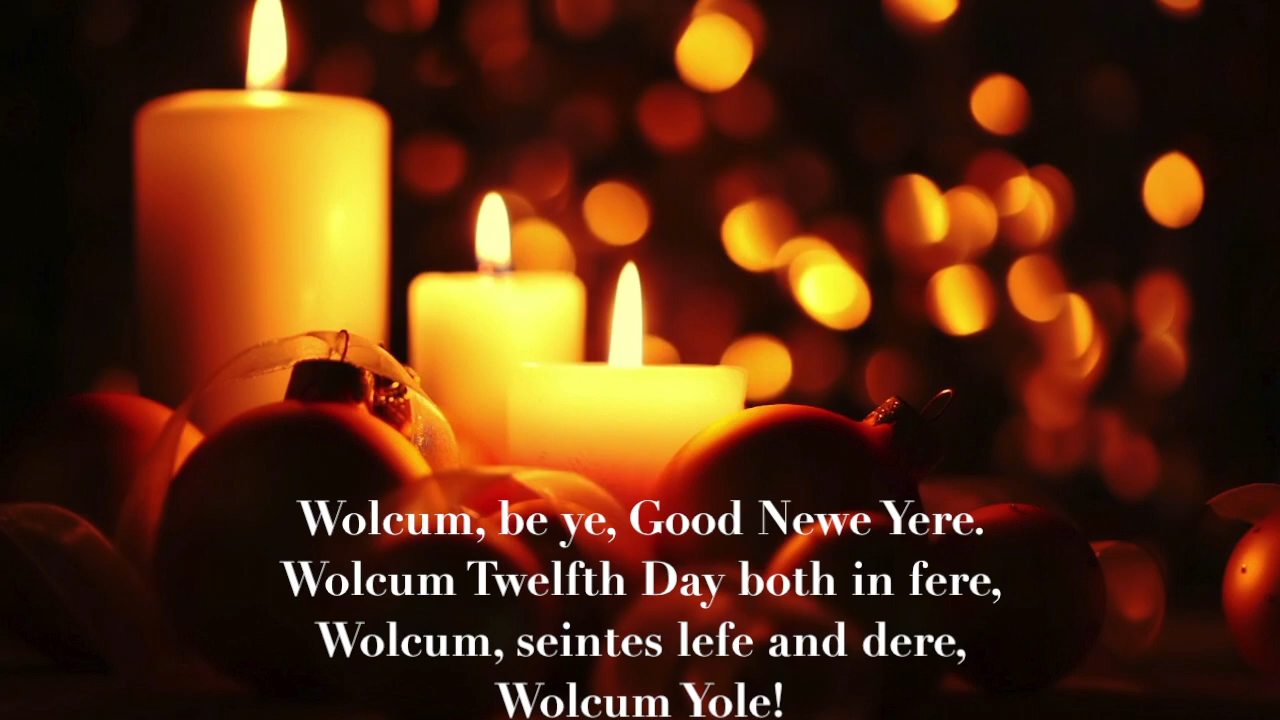 Wolcum, be ye, Good Newe Yere.
Wolcum Twelfth Day both in fere,
Wolcum, seintes lefe and dere,
Wolcum Yole!